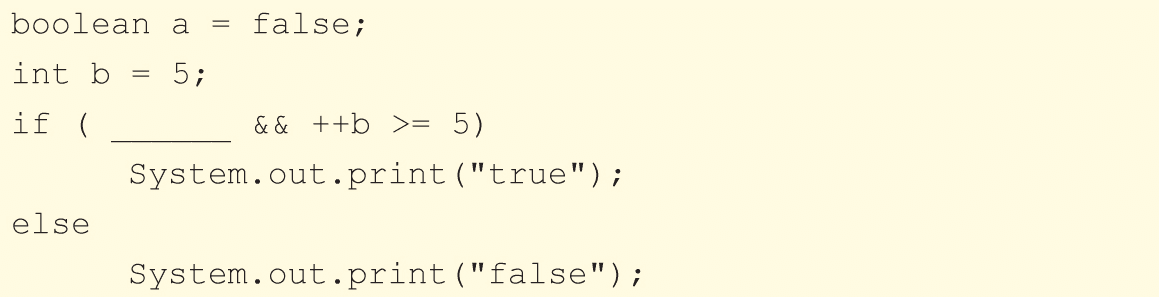 boolean a = false;
int b = 5;
if ( ______ && ++b >= 5)
System.out.print("true");
else
System.out.print("false");